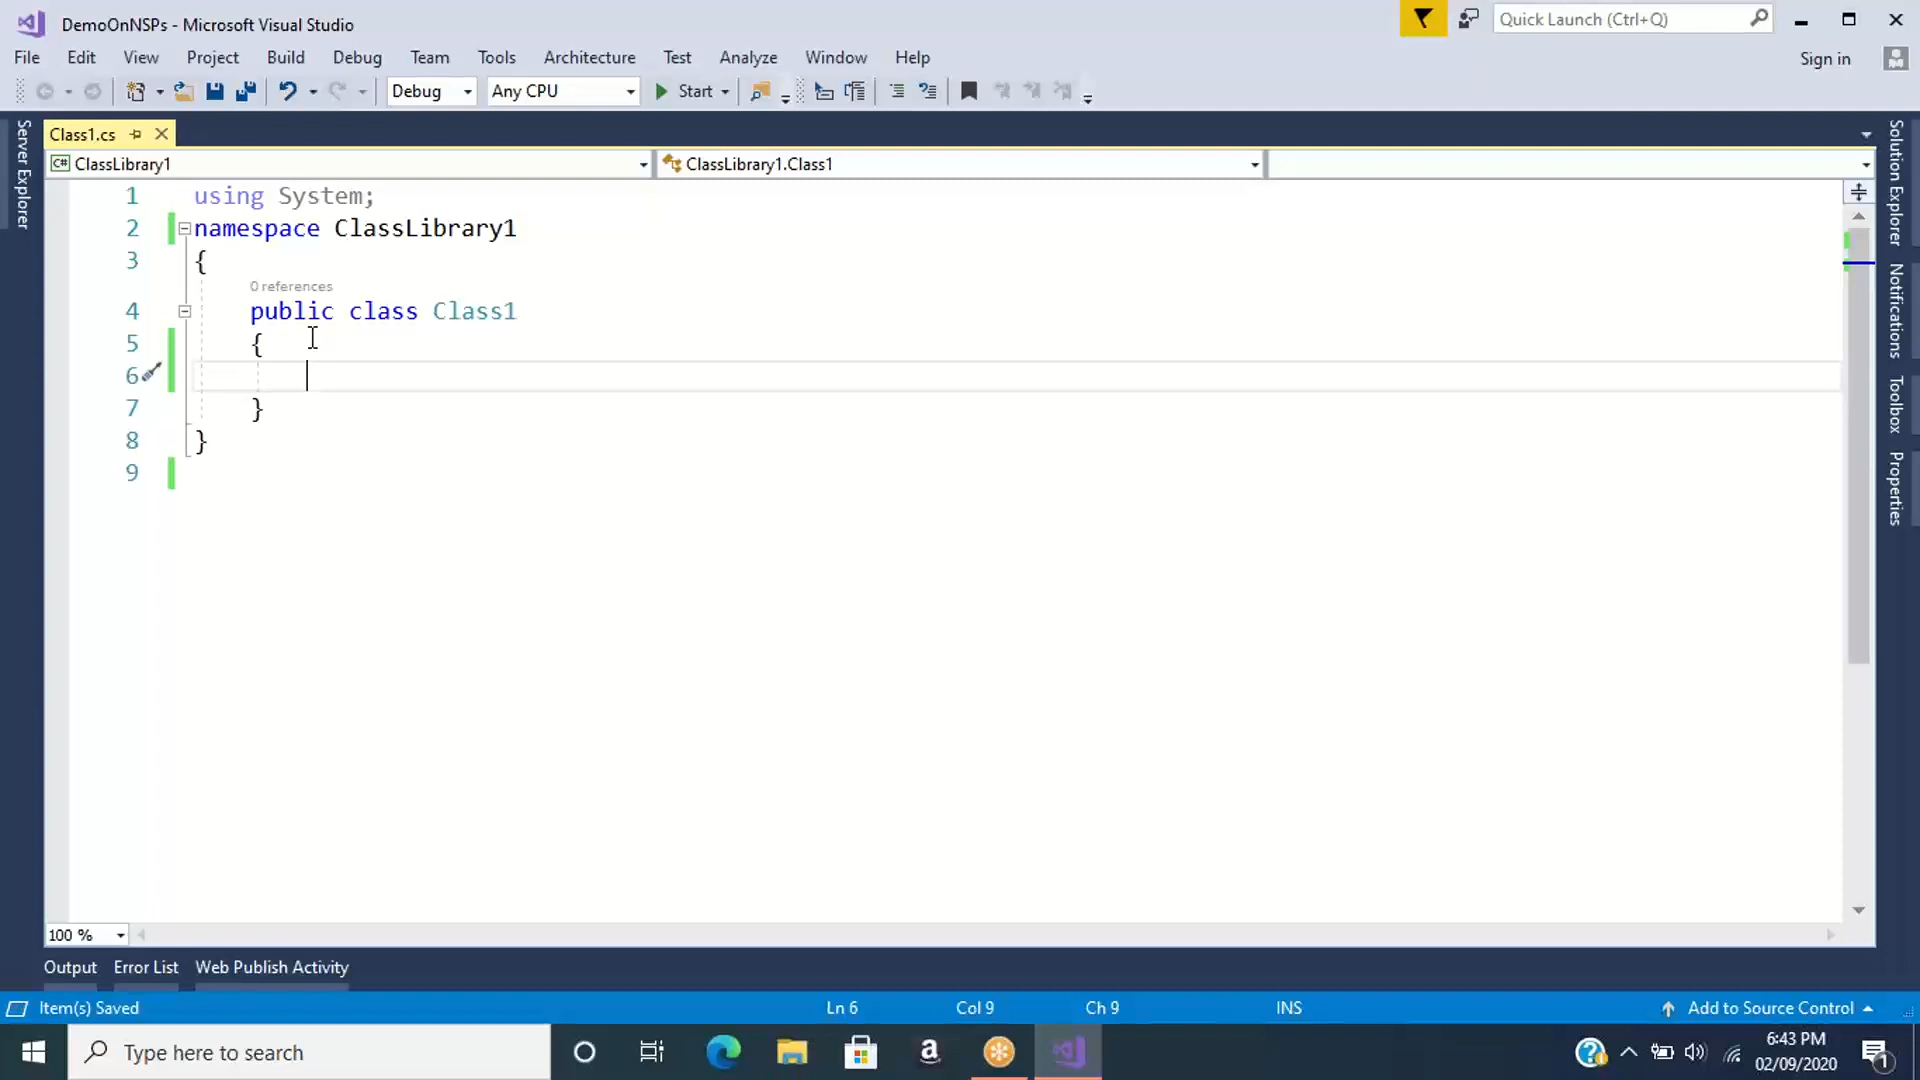 DemoOnNSPs - Microsoft Visual Studio
Quick Launch (Ctrl+Q)
File Edit View Project Build Debug Team Tools Architecture Test Analyze Window Help
Sign in
Debug Any CPU Start
Class1.cs
C# ClassLibrary1 ClassLibrary1.Class1
Server Explorer
Solution Explorer
Notifications
Toolbox
Properties
1 using System;
2 namespace ClassLibrary1
3 {
0 references
4 public class Class1
5 {
6
7 }
8 }
9
100 %
Output Error List Web Publish Activity
Item(s) Saved Ln 6 Col 9 Ch 9 INS Add to Source Control
Type here to search
6:43 PM
02/09/2020
1